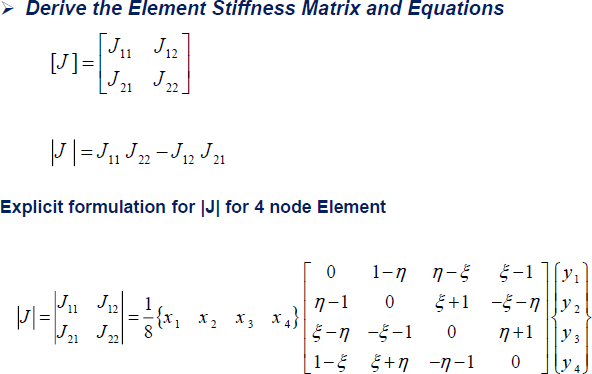 ➢ Derive the Element Stiffness Matrix and Equations
[J]=[J₁₁ J₁₂
J₂₁ J₂₂]
|J|=J₁₁ J₂₂ −J₁₂ J₂₁
Explicit formulation for |J| for 4 node Element
|J|=|J₁₁ J₁₂; J₂₁ J₂₂|=1/8{x₁ x₂ x₃ x₄}
[0 1−η η−ξ ξ−1]{y₁
η−1 0 ξ+1 −ξ−η y₂
ξ−η −ξ−1 0 η+1 y₃
1−ξ ξ+η −η−1 0 y₄}